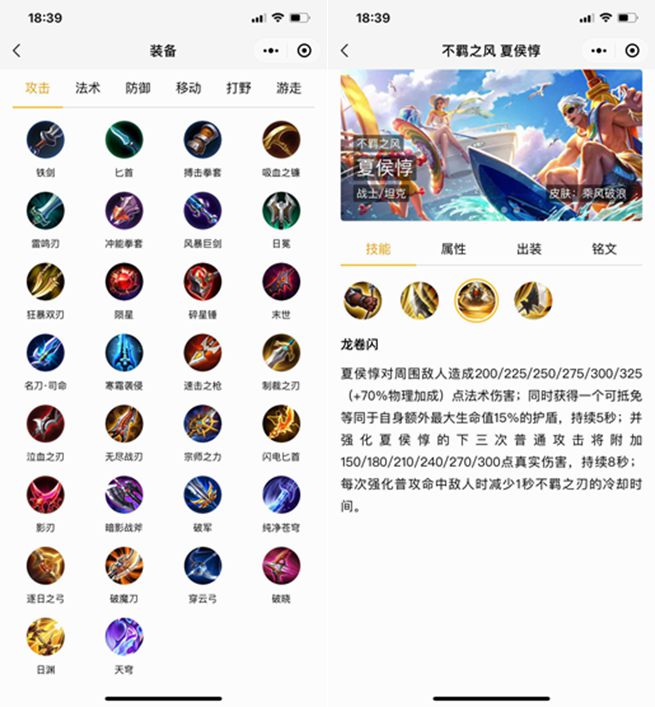 18:39
装备
攻击 法术 防御 移动 打野 游走
铁剑 匕首 搏击拳套 吸血之镰
雷鸣刃 冲能拳套 风暴巨剑 日冕
狂暴双刃 陨星 碎星锤 末世
名刀·司命 寒霜袭侵 速击之枪 制裁之刃
泣血之刃 无尽战刃 宗师之力 闪电匕首
影刃 暗影战斧 破军 纯净苍穹
逐日之弓 破魔刀 穿云弓 破晓
日渊 天穹
18:39
不羁之风 夏侯惇
不羁之风
夏侯惇
战士/坦克 皮肤：乘风破浪
技能 属性 出装 铭文
龙卷闪
夏侯惇对周围敌人造成200/225/250/275/300/325
（+70%物理加成）点法术伤害；同时获得一个可抵免
等同于自身额外最大生命值15%的护盾，持续5秒；并
强化夏侯惇的下三次普通攻击将附加
150/180/210/240/270/300点真实伤害，持续8秒；
每次强化普攻命中敌人时减少1秒不羁之刃的冷却时
间。